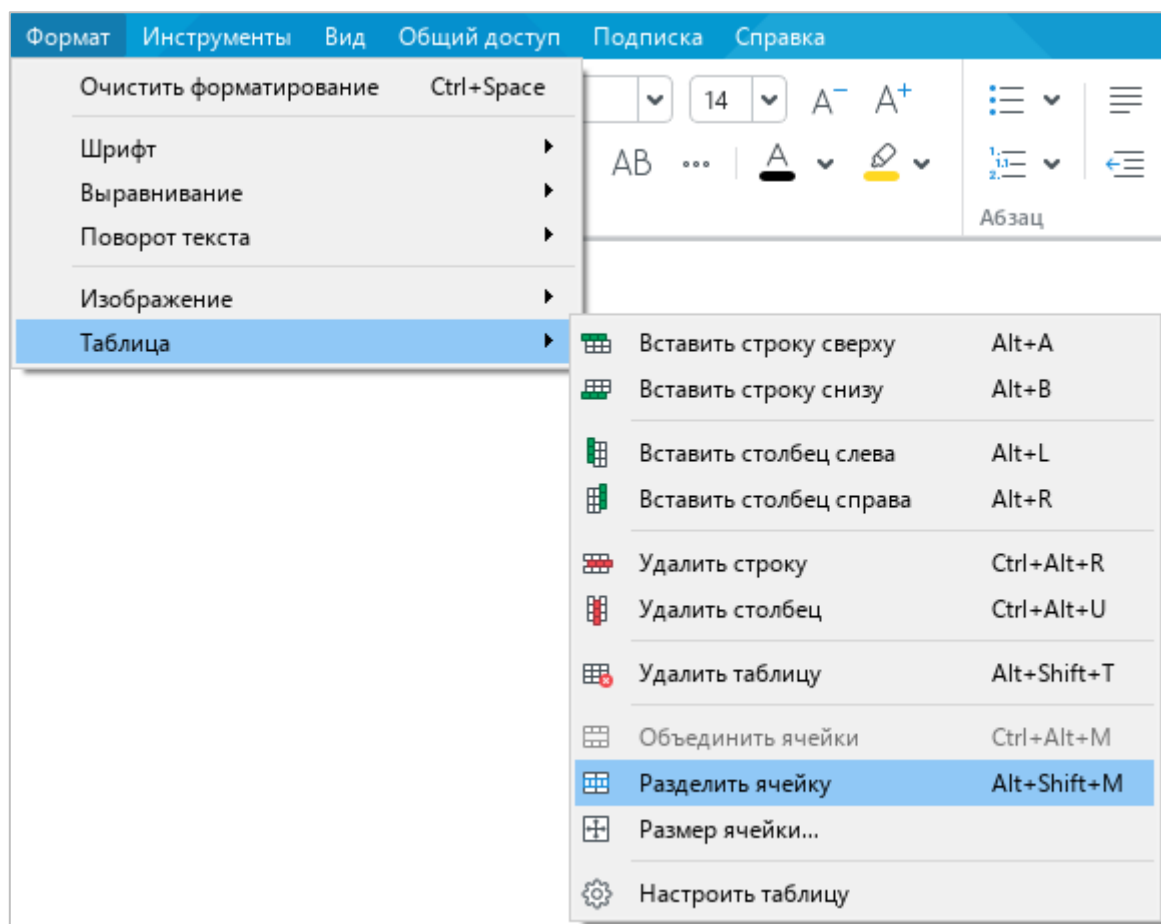 Формат Инструменты Вид Общий доступ Подписка Справка
Очистить форматирование Ctrl+Space
14 A− A+
Шрифт
AB A
Выравнивание
Поворот текста
Абзац
Изображение
Таблица
Вставить строку сверху Alt+A
Вставить строку снизу Alt+B
Вставить столбец слева Alt+L
Вставить столбец справа Alt+R
Удалить строку Ctrl+Alt+R
Удалить столбец Ctrl+Alt+U
Удалить таблицу Alt+Shift+T
Объединить ячейки Ctrl+Alt+M
Разделить ячейку Alt+Shift+M
Размер ячейки...
Настроить таблицу